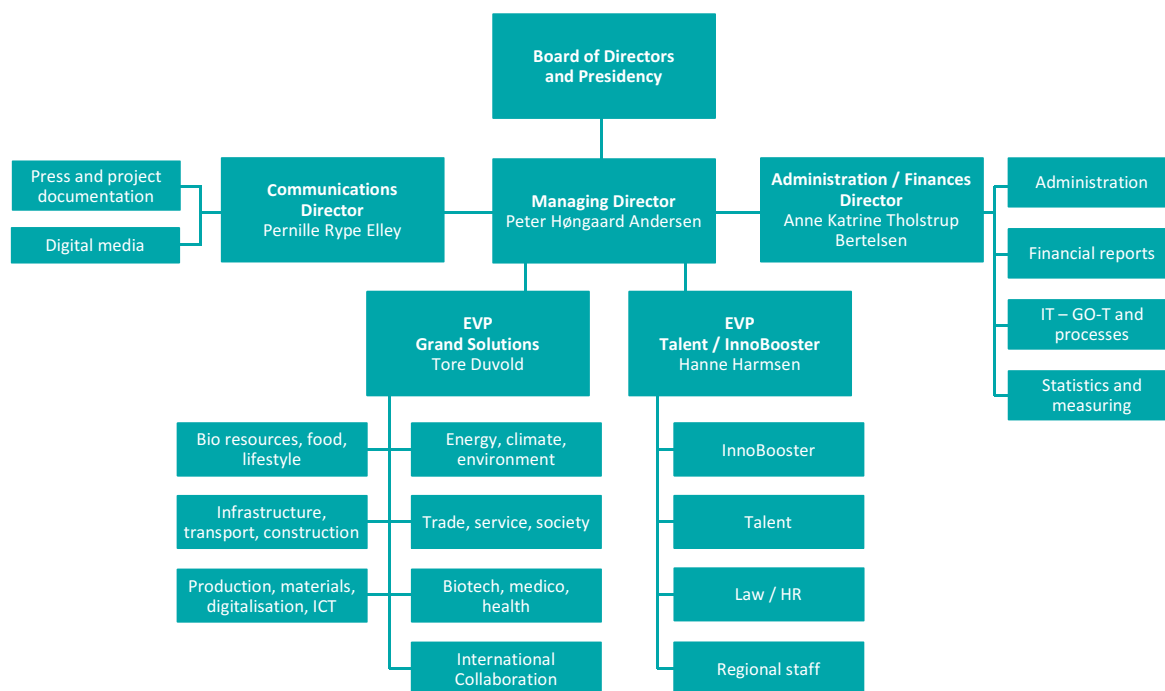 Board of Directors
and Presidency
Press and project
documentation
Digital media
Communications
Director
Pernille Rype Elley
Managing Director
Peter Høngaard Andersen
Administration / Finances
Director
Anne Katrine Tholstrup
Bertelsen
Administration
Financial reports
IT – GO-T and
processes
Statistics and
measuring
EVP
Grand Solutions
Tore Duvold
EVP
Talent / InnoBooster
Hanne Harmsen
Bio resources, food,
lifestyle
Energy, climate,
environment
Infrastructure,
transport, construction
Trade, service, society
Production, materials,
digitalisation, ICT
Biotech, medico,
health
International
Collaboration
InnoBooster
Talent
Law / HR
Regional staff